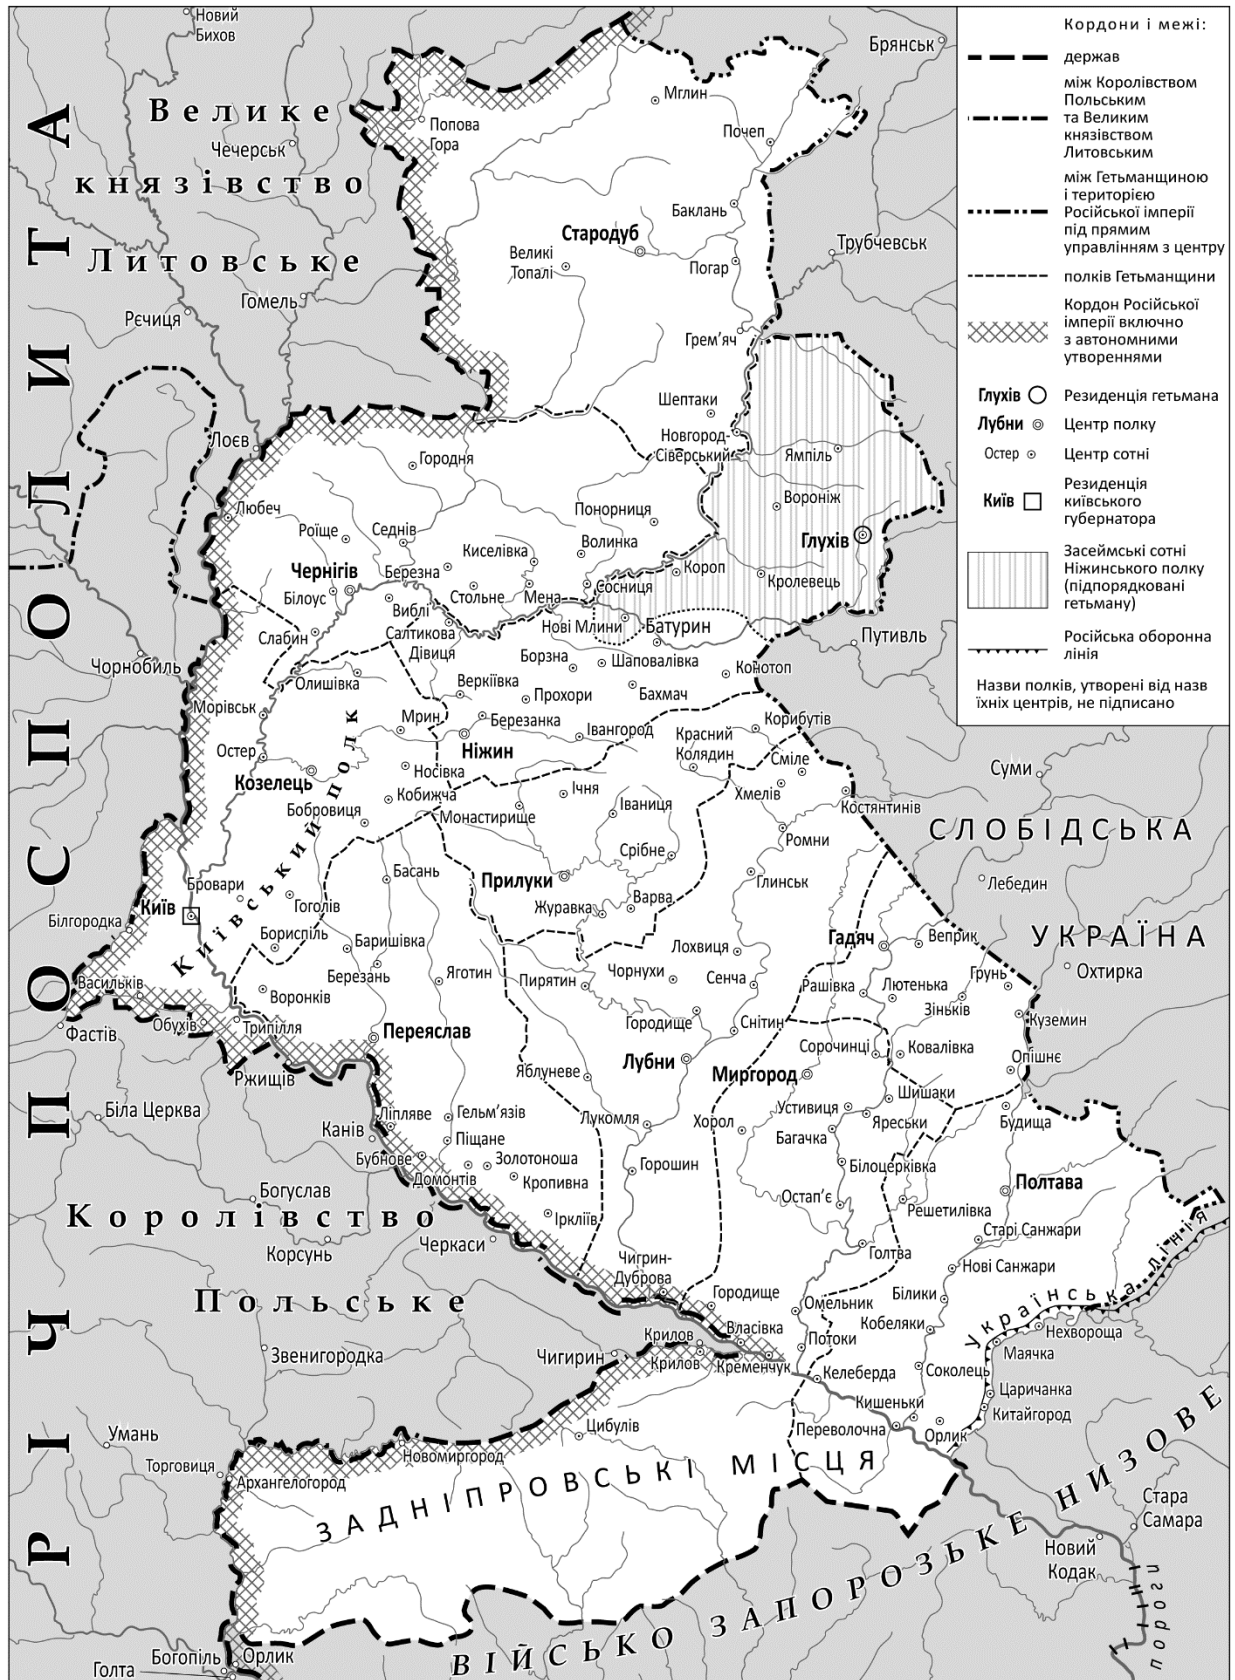 Новий
Бихов
Брянськ
Мглин
Велике
Попова
Гора
Почеп
Чечерськ
князівство
Баклань
Стародуб
Великі
Топалі
Погар
Трубчевськ
Литовське
Гомель
Рєчиця
Грем'яч
Шептаки
Новгород-
Сіверський
Ямпіль
Лоєв
Городня
Вороніж
Любеч
Роїще
Седнів
Понорниця
Волинка
Киселівка
Глухів
Чернігів
Березна
Короп
Кролевець
Білоус
Виблі
Стольне
Мена
Сосниця
Слабин
Салтикова
Дівиця
Нові Млини
Батурин
Путивль
Чорнобиль
Борзна
Шаповалівка
Конотоп
Олишівка
Веркіївка
Прохори
Бахмач
Морівськ
Мрин
Березанка
Івангород
Красний
Колядин
Корибутів
Остер
Ніжин
Козелець
Носівка
Сміле
Суми
Кобижча
Ічня
Хмелів
Костянтинів
Бобровиця
Монастирище
Іваниця
СЛОБІДСЬКА
Ромни
Срібне
Басань
Прилуки
Глинськ
Лебедин
Бровари
Київ
Гоголів
Журавка
Варва
Білгородка
КИЇВСЬКИЙ ПОЛК
Бориспіль
Баришівка
Лохвиця
Гадяч
Веприк
УКРАЇНА
Березань
Яготин
Пирятин
Чорнухи
Сенча
Грунь
Охтирка
Васильків
Воронків
Рашівка
Лютенька
Зіньків
Фастів
Обухів
Трипілля
Городище
Снітин
Куземин
Переяслав
Сорочинці
Ковалівка
Опішнє
Ржищів
Лубни
Миргород
Яблуневе
Шишаки
Біла Церква
Ліпляве
Гельм'язів
Лукомля
Хорол
Устивиця
Яреськи
Будища
Канів
Піщане
Багачка
Бубнове
Золотоноша
Горошин
Білоцерківка
Домонтів
Кропивна
Полтава
Богуслав
Остап'є
Решетилівка
Королівство
Іркліїв
Старі Санжари
Корсунь
Черкаси
Голтва
Чигрин-
Дуброва
Нові Санжари
Польське
Городище
Омельник
Білики
Українська лінія
Кобеляки
Нехвороща
Крилов
Власівка
Потоки
Маячка
Звенигородка
Чигирин
Крилов
Кременчук
Келеберда
Соколець
Царичанка
Кишеньки
Китайгород
Умань
Цибулів
Переволочна
Орлик
Новомиргород
Торговиця
Архангелогород
ЗАДНІПРОВСЬКІ МІСЦЯ
Стара
Самара
Новий
Кодак
пороги
ВІЙСЬКО ЗАПОРОЗЬКЕ НИЗОВЕ
Богопіль
Орлик
Голта
РІЧ ПОСПОЛИТА
Кордони і межі:
держав
між Королівством
Польським
та Великим
князівством
Литовським
між Гетьманщиною
і територією
Російської імперії
під прямим
управлінням з центру
полків Гетьманщини
Кордон Російської
імперії включно
з автономними
утвореннями
Глухів Резиденція гетьмана
Лубни Центр полку
Остер Центр сотні
Київ
Резиденція
київського
губернатора
Засеймські сотні
Ніжинського полку
(підпорядковані
гетьману)
Російська оборонна
лінія
Назви полків, утворені від назв
їхніх центрів, не підписано